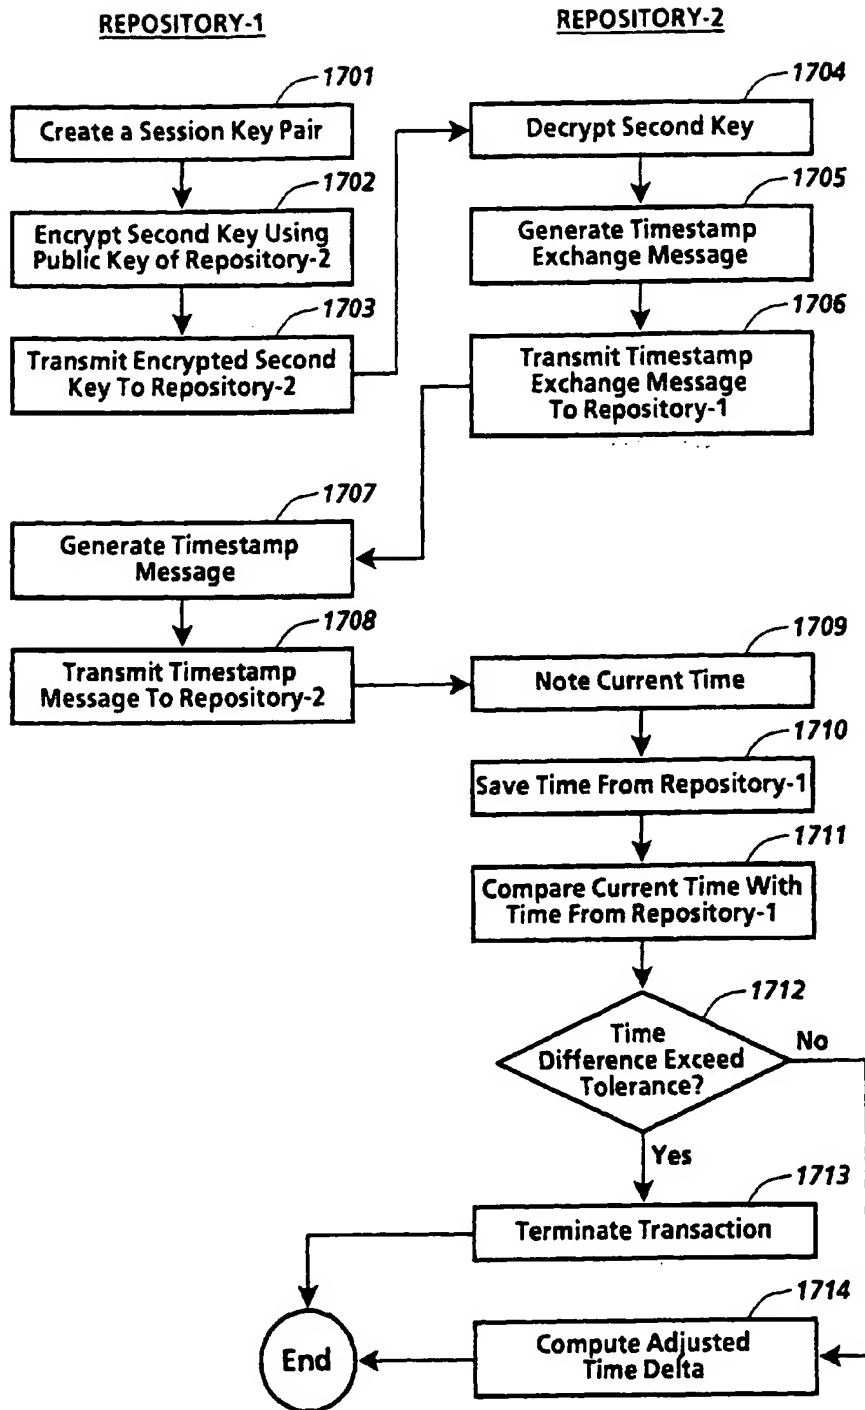 REPOSITORY-1
REPOSITORY-2
1701
Create a Session Key Pair
1702
Encrypt Second Key Using
Public Key of Repository-2
1703
Transmit Encrypted Second
Key To Repository-2
1704
Decrypt Second Key
1705
Generate Timestamp
Exchange Message
1706
Transmit Timestamp
Exchange Message
To Repository-1
1707
Generate Timestamp
Message
1708
Transmit Timestamp
Message To Repository-2
1709
Note Current Time
1710
Save Time From Repository-1
1711
Compare Current Time With
Time From Repository-1
1712
Time
Difference Exceed
Tolerance?
No
Yes
1713
Terminate Transaction
1714
Compute Adjusted
Time Delta
End